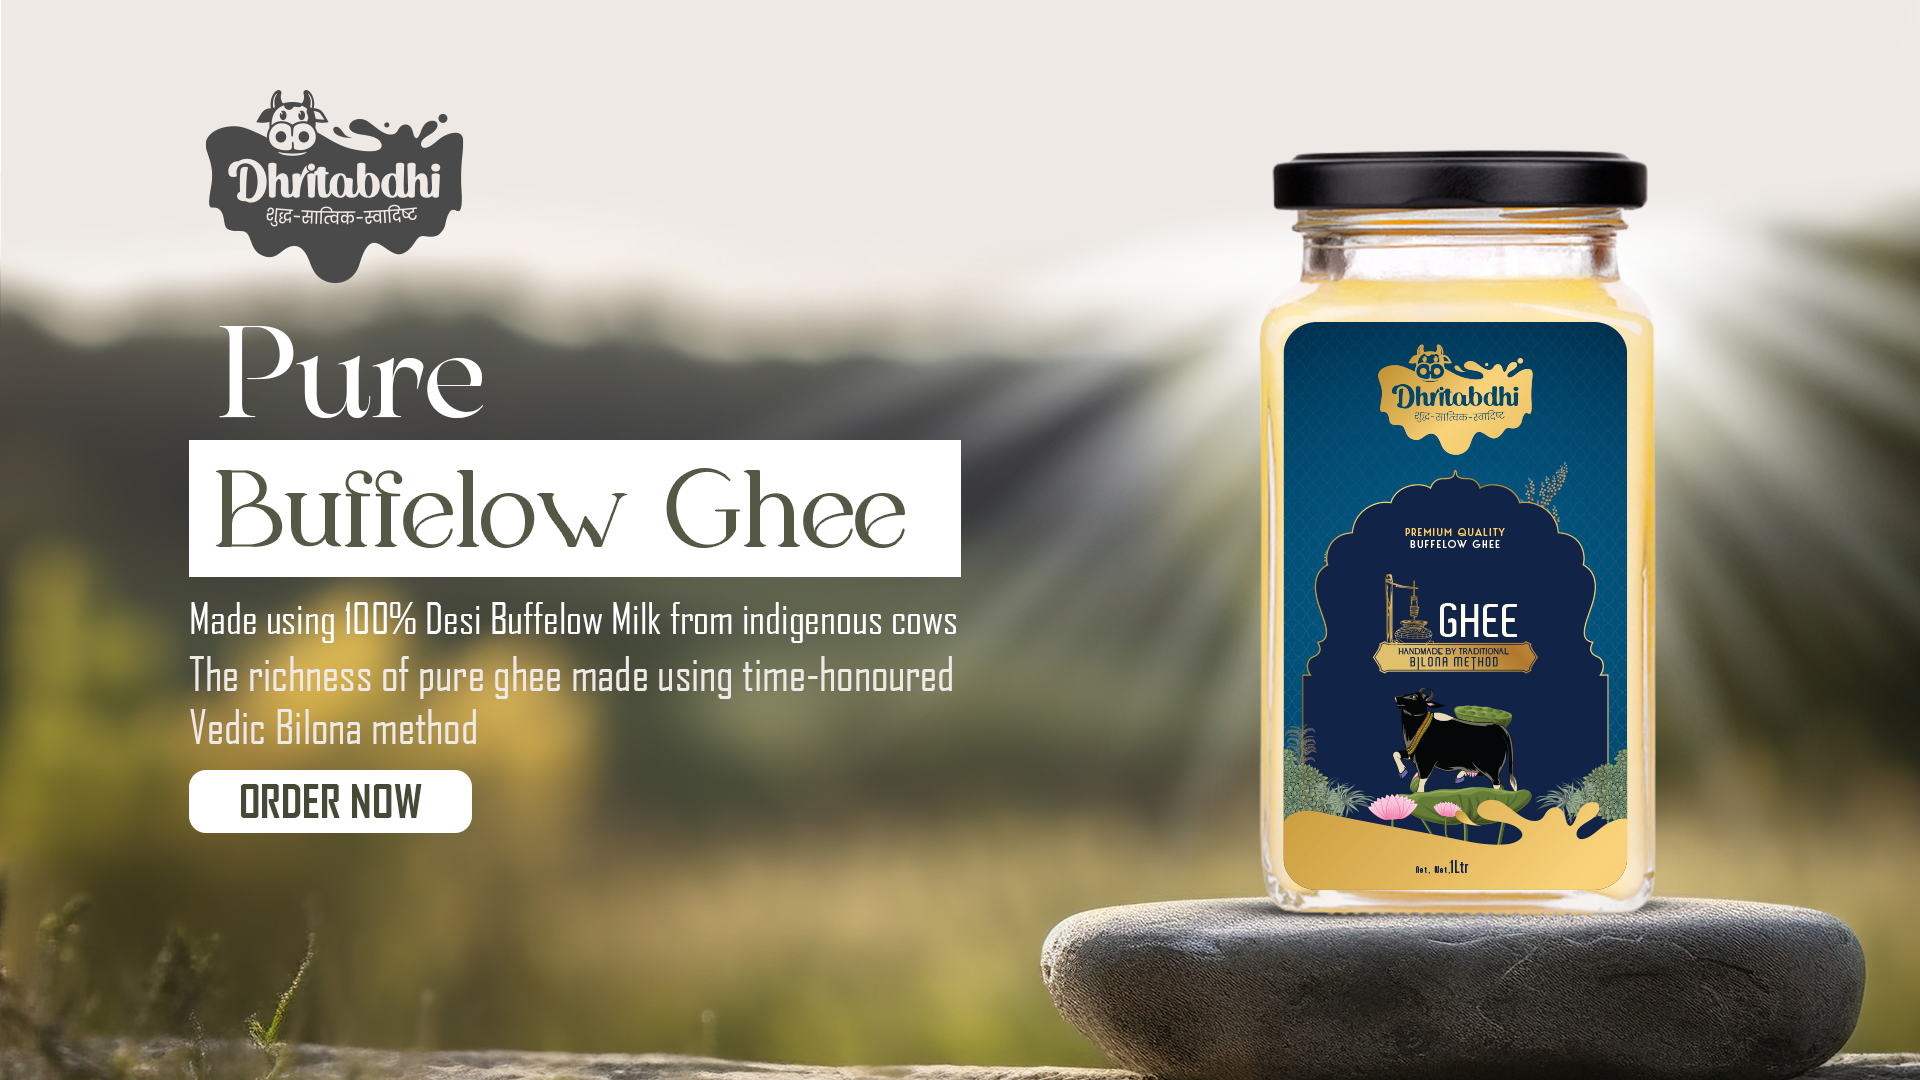 Dhritabdhi
शुद्ध-सात्विक-स्वादिष्ट
Pure
Buffelow Ghee
Made using 100% Desi Buffelow Milk from indigenous cows
The richness of pure ghee made using time-honoured
Vedic Bilona method
ORDER NOW
Dhritabdhi
शुद्ध-सात्विक-स्वादिष्ट
PREMIUM QUALITY
BUFFELOW GHEE
GHEE
HANDMADE BY TRADITIONAL
BILONA METHOD
Net. Wet.1Ltr